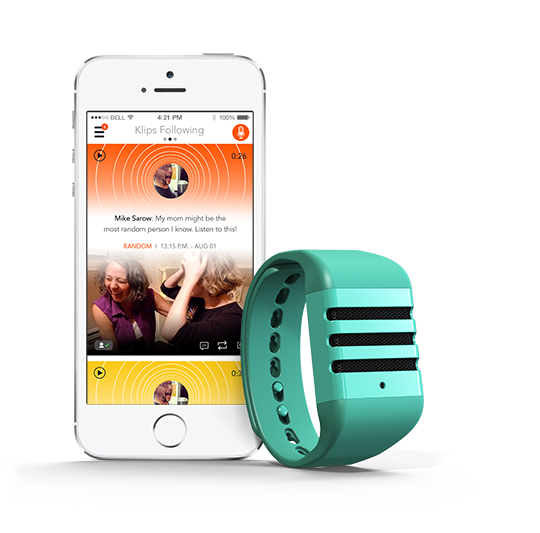 BELL 4:21 PM 100%
Klips Following
0:26
Mike Sarow: My mom might be the
most random person I know. Listen to this!
RANDOM | 13:15 P.M. - AUG 01